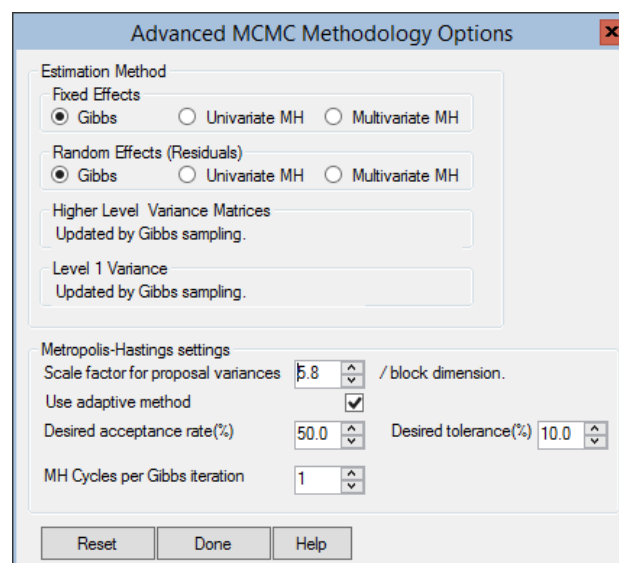 Advanced MCMC Methodology Options
Estimation Method
Fixed Effects
Gibbs Univariate MH Multivariate MH
Random Effects (Residuals)
Gibbs Univariate MH Multivariate MH
Higher Level Variance Matrices
Updated by Gibbs sampling.
Level 1 Variance
Updated by Gibbs sampling.
Metropolis-Hastings settings
Scale factor for proposal variances 5.8 / block dimension.
Use adaptive method
Desired acceptance rate(%) 50.0 Desired tolerance(%) 10.0
MH Cycles per Gibbs iteration 1
Reset Done Help